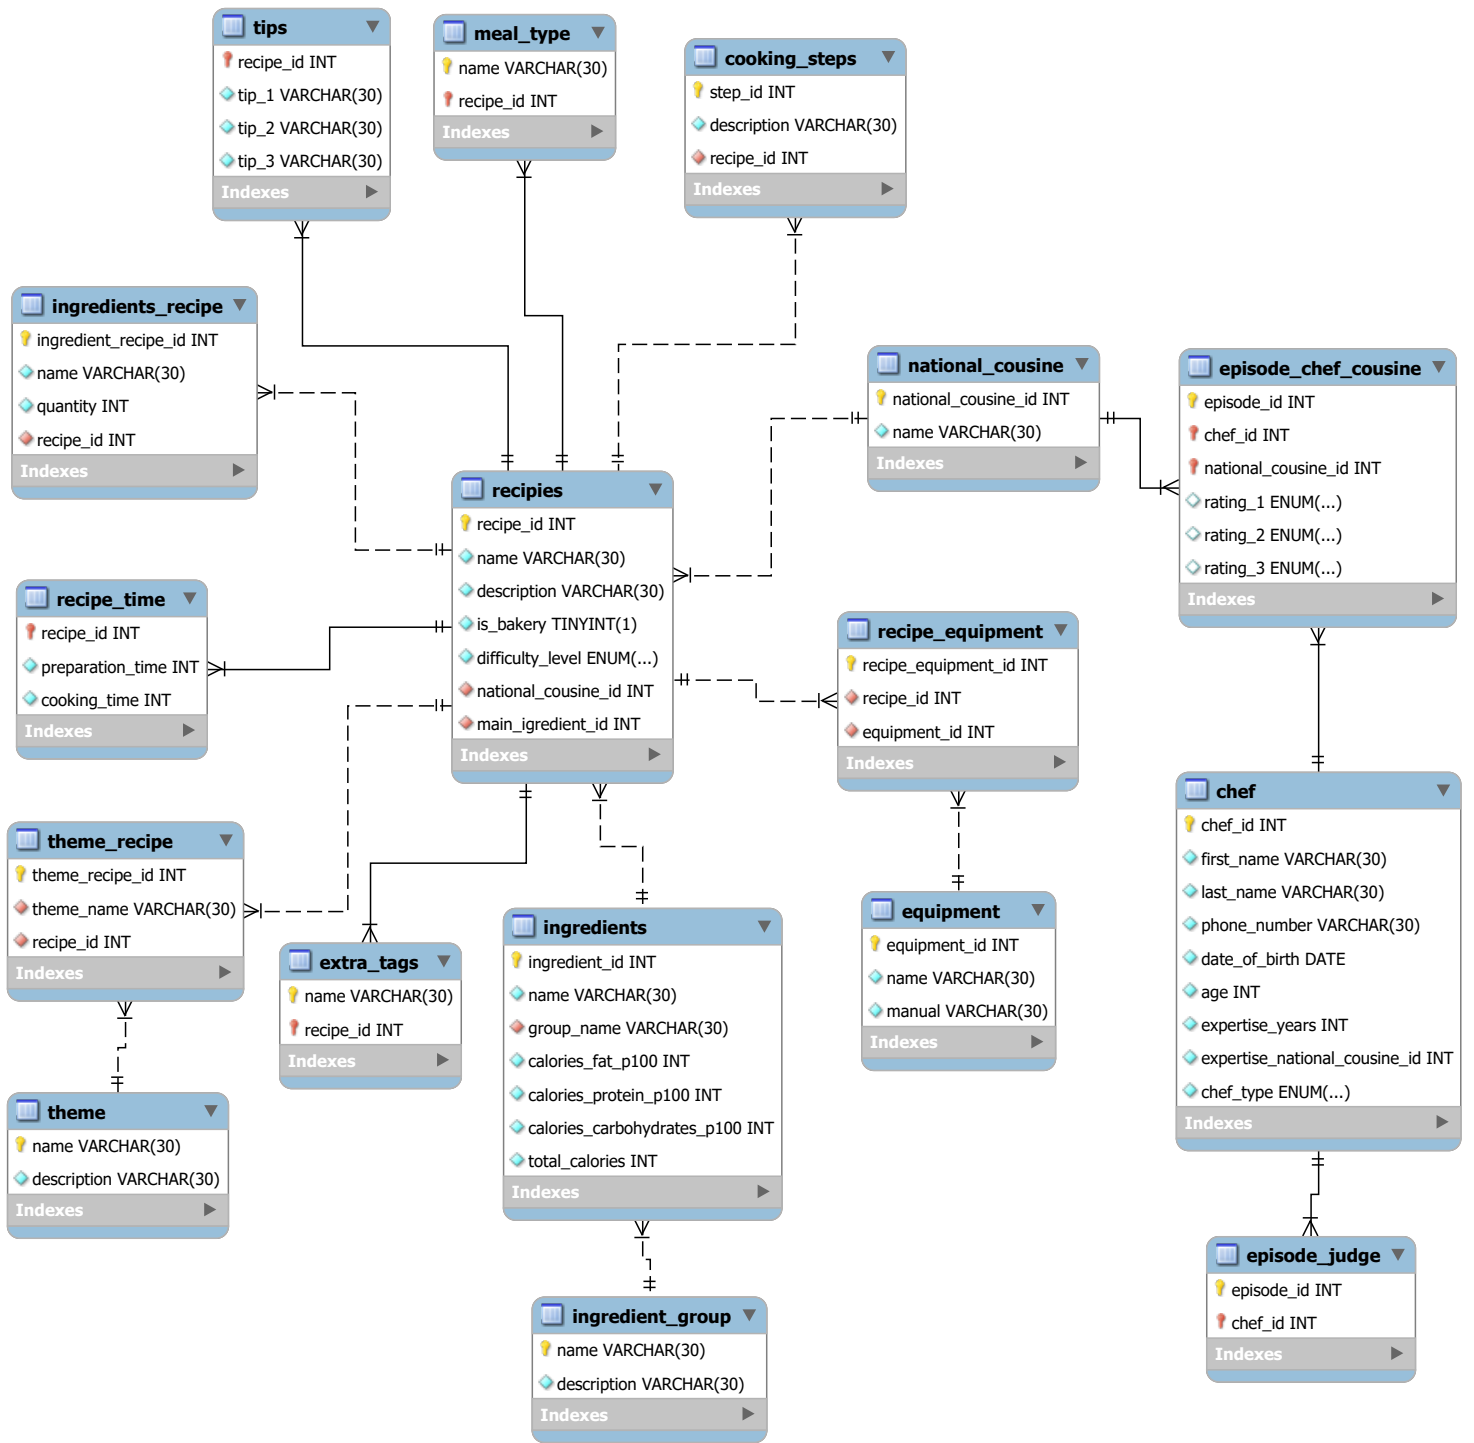 tips
recipe_id INT
tip_1 VARCHAR(30)
tip_2 VARCHAR(30)
tip_3 VARCHAR(30)
Indexes
meal_type
name VARCHAR(30)
recipe_id INT
Indexes
cooking_steps
step_id INT
description VARCHAR(30)
recipe_id INT
Indexes
ingredients_recipe
ingredient_recipe_id INT
name VARCHAR(30)
quantity INT
recipe_id INT
Indexes
national_cousine
national_cousine_id INT
name VARCHAR(30)
Indexes
episode_chef_cousine
episode_id INT
chef_id INT
national_cousine_id INT
rating_1 ENUM(...)
rating_2 ENUM(...)
rating_3 ENUM(...)
Indexes
recipies
recipe_id INT
name VARCHAR(30)
description VARCHAR(30)
is_bakery TINYINT(1)
difficulty_level ENUM(...)
national_cousine_id INT
main_igredient_id INT
Indexes
recipe_time
recipe_id INT
preparation_time INT
cooking_time INT
Indexes
recipe_equipment
recipe_equipment_id INT
recipe_id INT
equipment_id INT
Indexes
chef
chef_id INT
first_name VARCHAR(30)
last_name VARCHAR(30)
phone_number VARCHAR(30)
date_of_birth DATE
age INT
expertise_years INT
expertise_national_cousine_id INT
chef_type ENUM(...)
Indexes
theme_recipe
theme_recipe_id INT
theme_name VARCHAR(30)
recipe_id INT
Indexes
extra_tags
name VARCHAR(30)
recipe_id INT
Indexes
ingredients
ingredient_id INT
name VARCHAR(30)
group_name VARCHAR(30)
calories_fat_p100 INT
calories_protein_p100 INT
calories_carbohydrates_p100 INT
total_calories INT
Indexes
equipment
equipment_id INT
name VARCHAR(30)
manual VARCHAR(30)
Indexes
theme
name VARCHAR(30)
description VARCHAR(30)
Indexes
episode_judge
episode_id INT
chef_id INT
Indexes
ingredient_group
name VARCHAR(30)
description VARCHAR(30)
Indexes